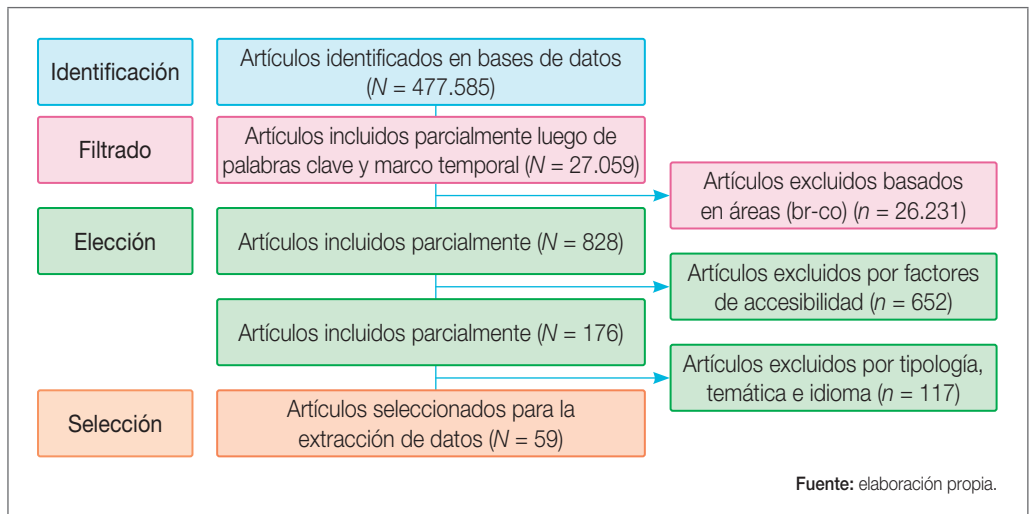 Identificación
Artículos identificados en bases de datos
(N = 477.585)
Filtrado
Artículos incluidos parcialmente luego de
palabras clave y marco temporal (N = 27.059)
Artículos excluidos basados
en áreas (br-co) (n = 26.231)
Elección
Artículos incluidos parcialmente (N = 828)
Artículos excluidos por factores
de accesibilidad (n = 652)
Artículos incluidos parcialmente (N = 176)
Artículos excluidos por tipología,
temática e idioma (n = 117)
Selección
Artículos seleccionados para la
extracción de datos (N = 59)
Fuente: elaboración propia.